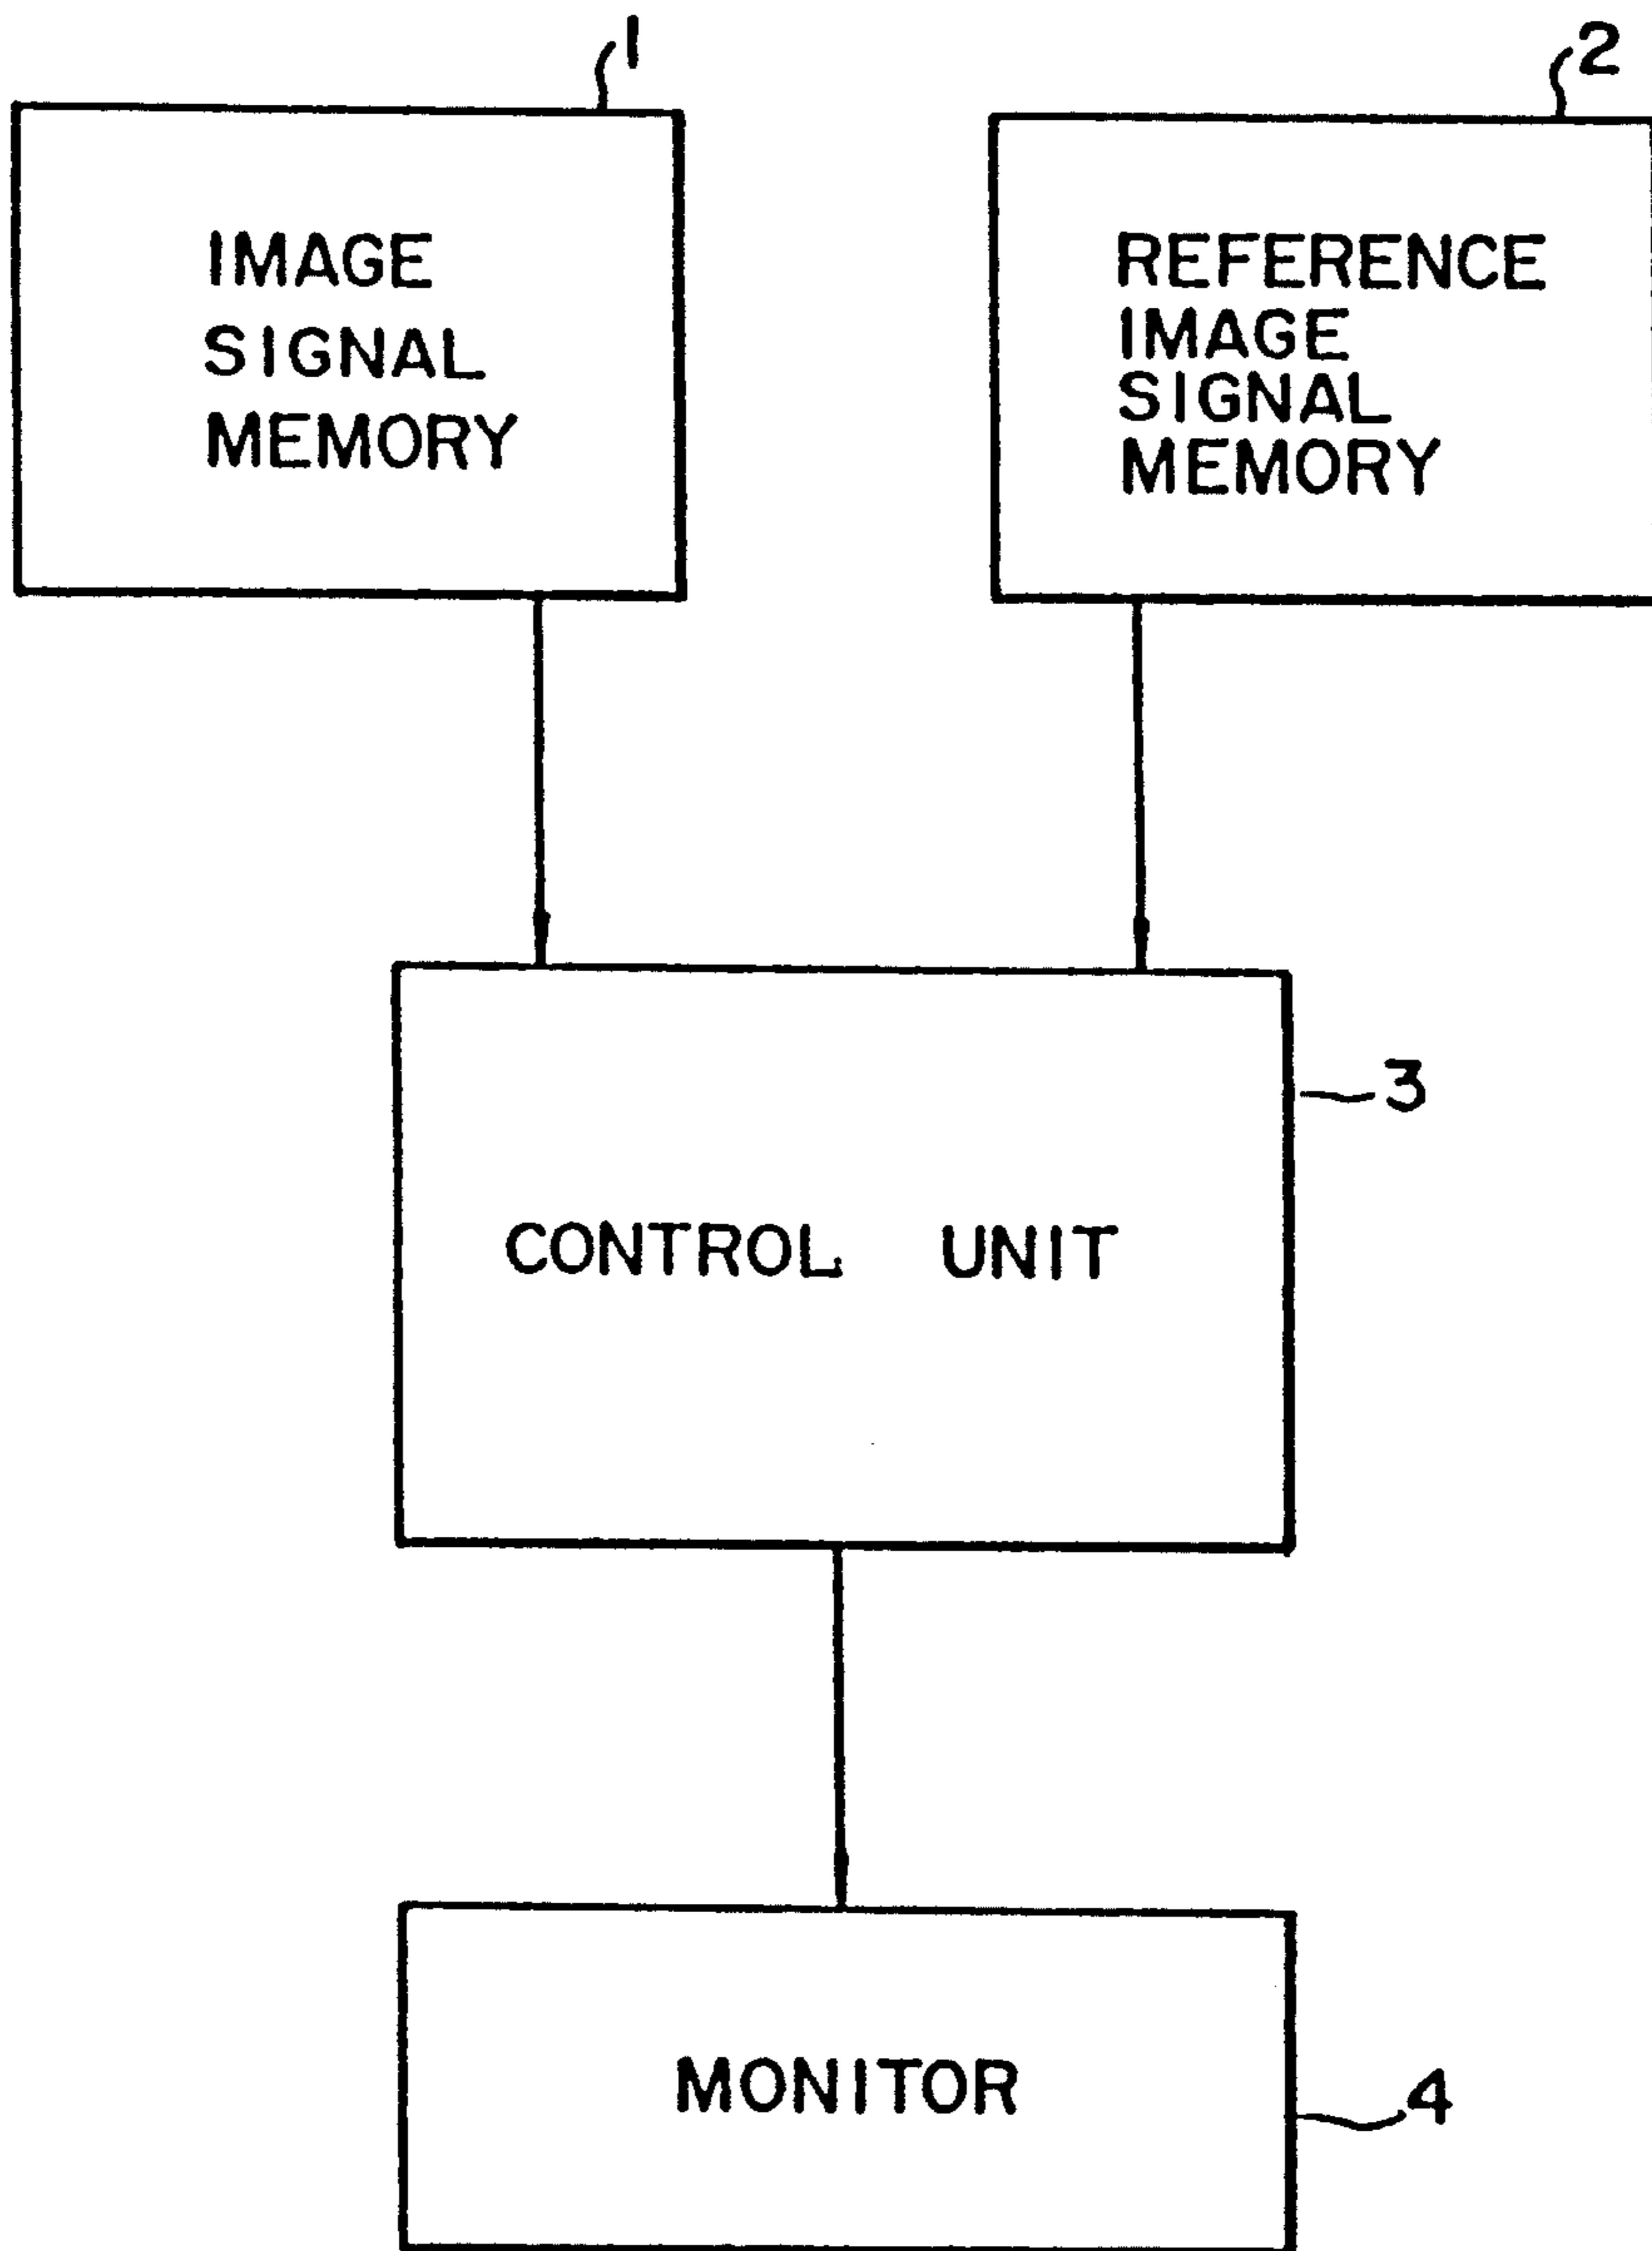 1
2
IMAGE
SIGNAL
MEMORY
REFERENCE
IMAGE
SIGNAL
MEMORY
3
CONTROL UNIT
MONITOR
4